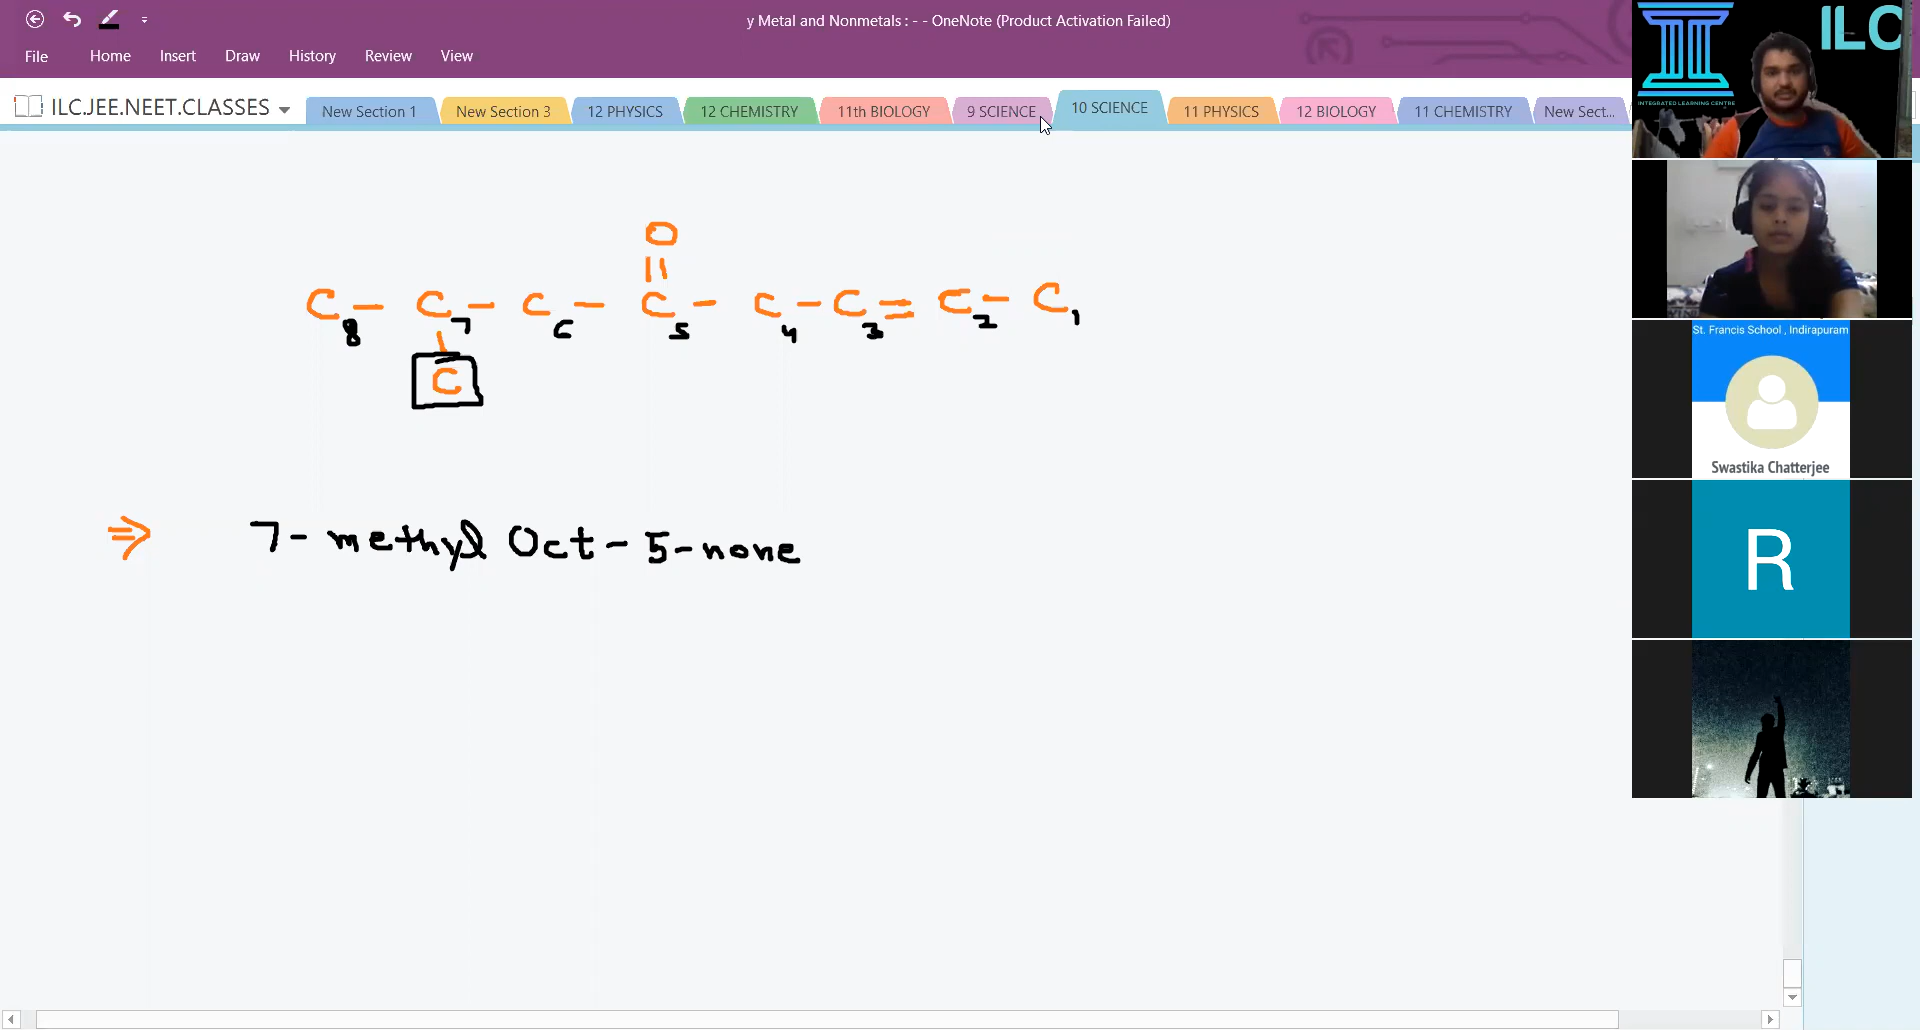 y Metal and Nonmetals : - - OneNote (Product Activation Failed)
File Home Insert Draw History Review View
ILC.JEE.NEET.CLASSES New Section 1 New Section 3 12 PHYSICS 12 CHEMISTRY 11th BIOLOGY 9 SCIENCE 10 SCIENCE 11 PHYSICS 12 BIOLOGY 11 CHEMISTRY New Sect...
ILC
INTEGRATED LEARNING CENTRE
O
C - C - C - C - C - C = C - C
8 7 6 5 4 3 2 1
C
7 - methyl Oct - 5 - none
St. Francis School , Indirapuram
Swastika Chatterjee
R